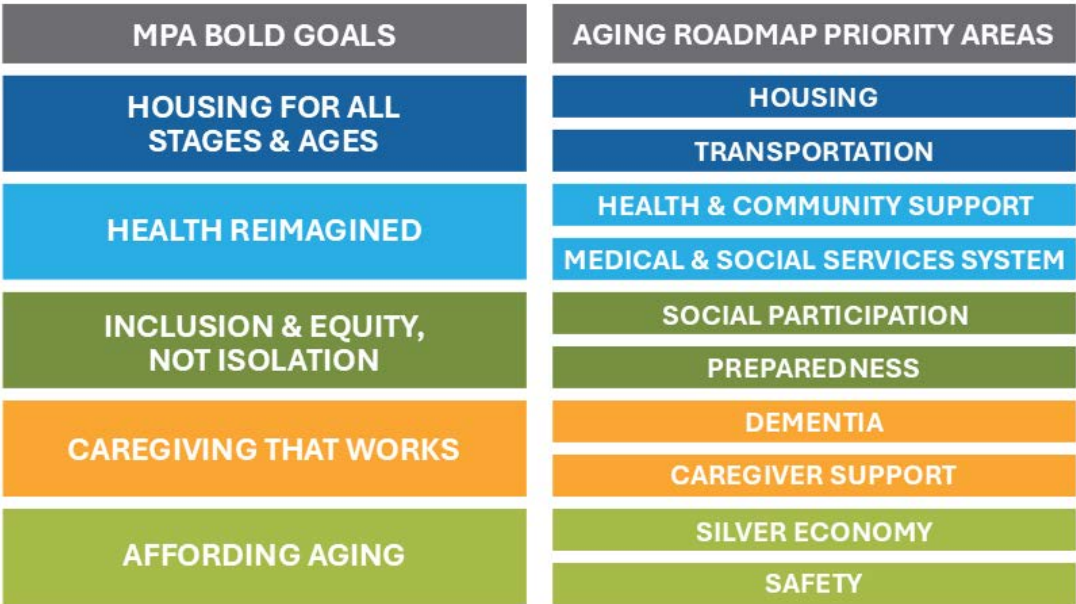 MPA BOLD GOALS
AGING ROADMAP PRIORITY AREAS
HOUSING FOR ALL
STAGES & AGES
HOUSING
TRANSPORTATION
HEALTH REIMAGINED
HEALTH & COMMUNITY SUPPORT
MEDICAL & SOCIAL SERVICES SYSTEM
INCLUSION & EQUITY,
NOT ISOLATION
SOCIAL PARTICIPATION
PREPAREDNESS
CAREGIVING THAT WORKS
DEMENTIA
CAREGIVER SUPPORT
AFFORDING AGING
SILVER ECONOMY
SAFETY